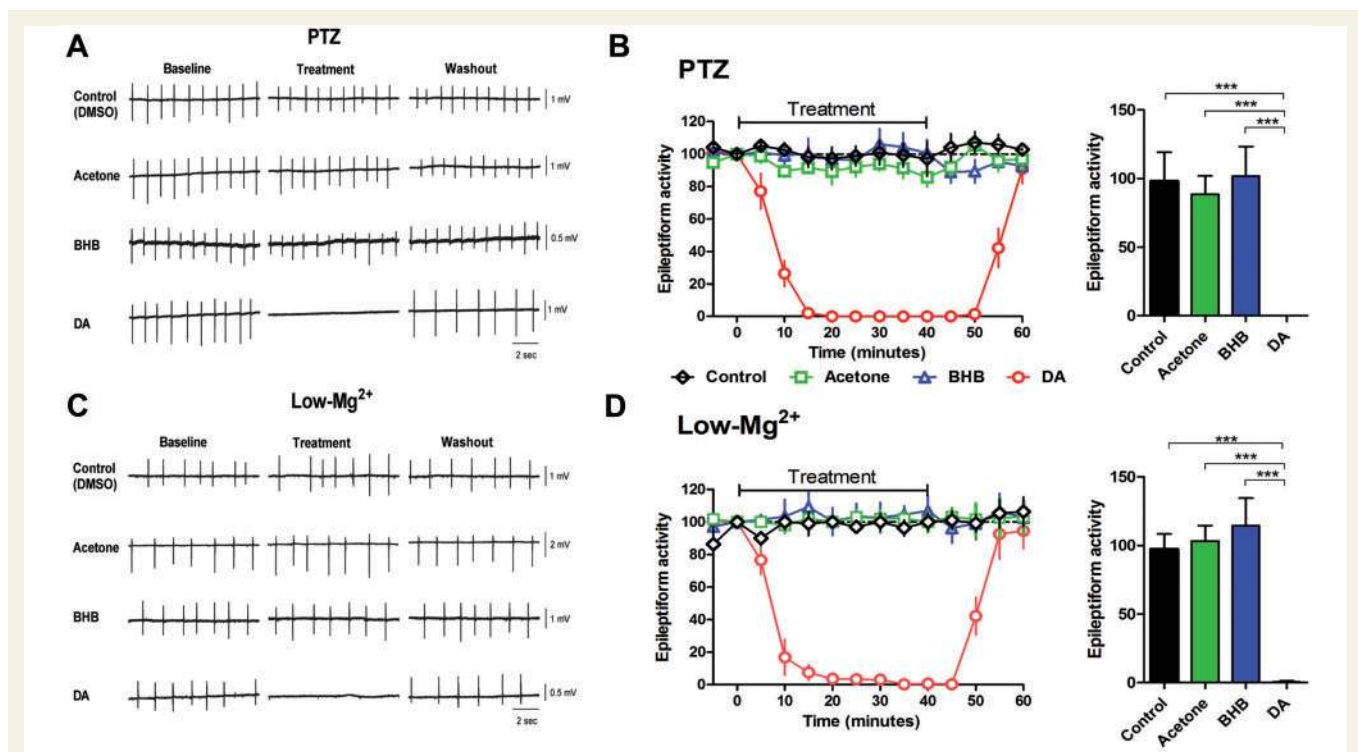 A
PTZ
Baseline Treatment Washout
Control
(DMSO)
1 mV
Acetone
1 mV
BHB
0.5 mV
DA
1 mV
2 sec
B
PTZ
Treatment
Epileptiform activity
120
100
80
60
40
20
0
0 10 20 30 40 50 60
Time (minutes)
*** 
***
***
Epileptiform activity
150
100
50
0
Control
Acetone
BHB
DA
Control Acetone BHB DA
C
Low-Mg²⁺
Baseline Treatment Washout
Control
(DMSO)
1 mV
Acetone
2 mV
BHB
1 mV
DA
0.5 mV
2 sec
D
Low-Mg²⁺
Treatment
Epileptiform activity
120
100
80
60
40
20
0
0 10 20 30 40 50 60
Time (minutes)
***
***
***
Epileptiform activity
150
100
50
0
Control
Acetone
BHB
DA